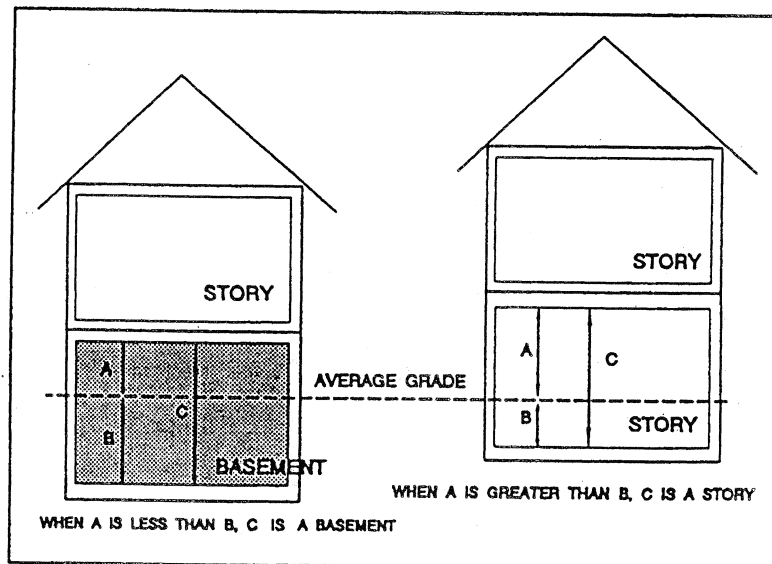 STORY
A
C
B
BASEMENT
WHEN A IS LESS THAN B, C IS A BASEMENT
AVERAGE GRADE
STORY
A
C
B
STORY
WHEN A IS GREATER THAN B, C IS A STORY